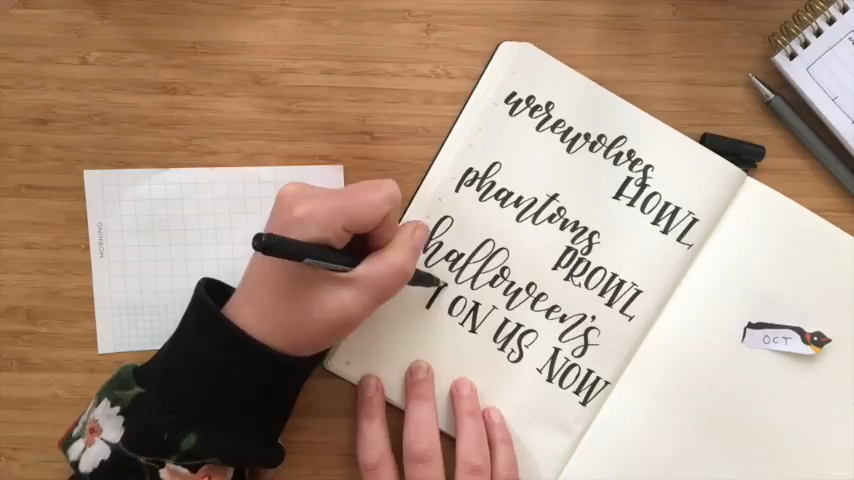 werewolves
HOWL
phantoms
PROWL
halloween's
ON US NOW
OCT
MORNING